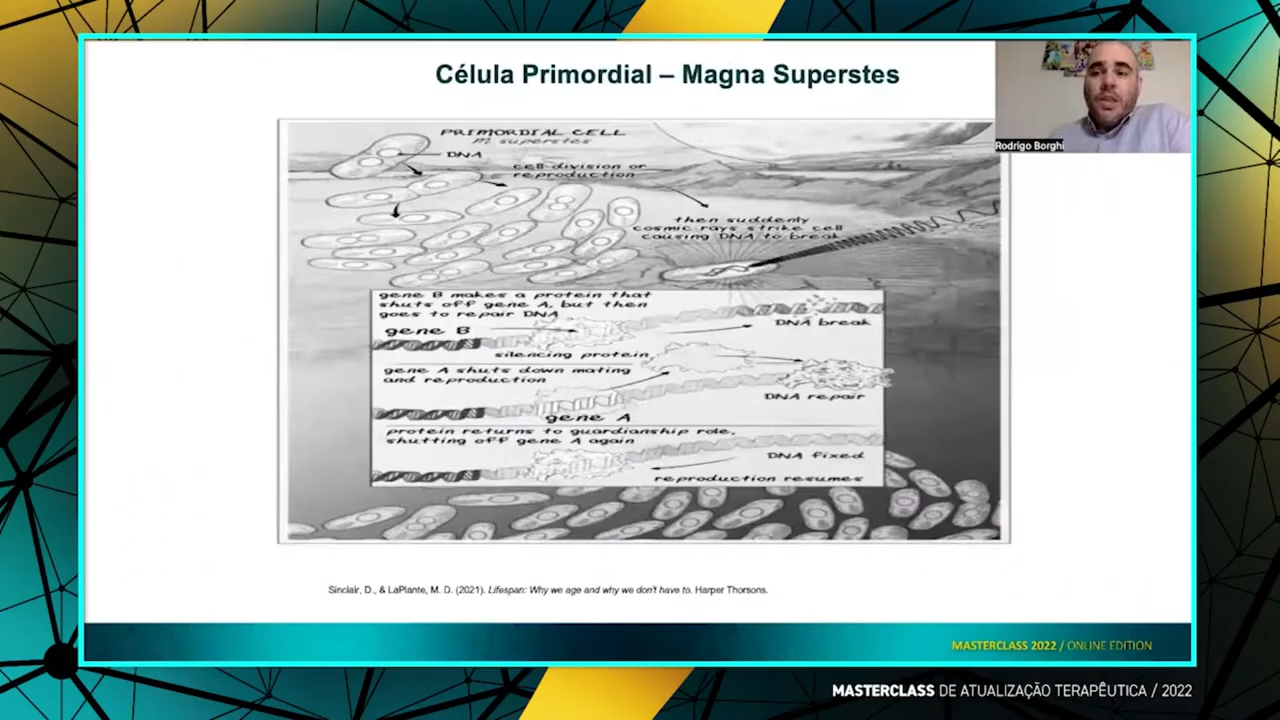 Célula Primordial – Magna Superstes
Rodrigo Borghi
PRIMORDIAL CELL
M. superstes
DNA
cell division or
reproduction
then suddenly
cosmic rays strike cell
causing DNA to break
gene B makes a protein that
shuts off gene A, but then
goes to repair DNA
gene B
DNA break
silencing protein
gene A shuts down mating
and reproduction
DNA repair
gene A
protein returns to guardianship role,
shutting off gene A again
DNA fixed
reproduction resumes
Sinclair, D., & LaPlante, M. D. (2021). Lifespan: Why we age and why we don't have to. Harper Thorsons.
MASTERCLASS 2022 / ONLINE EDITION
MASTERCLASS DE ATUALIZAÇÃO TERAPÊUTICA / 2022